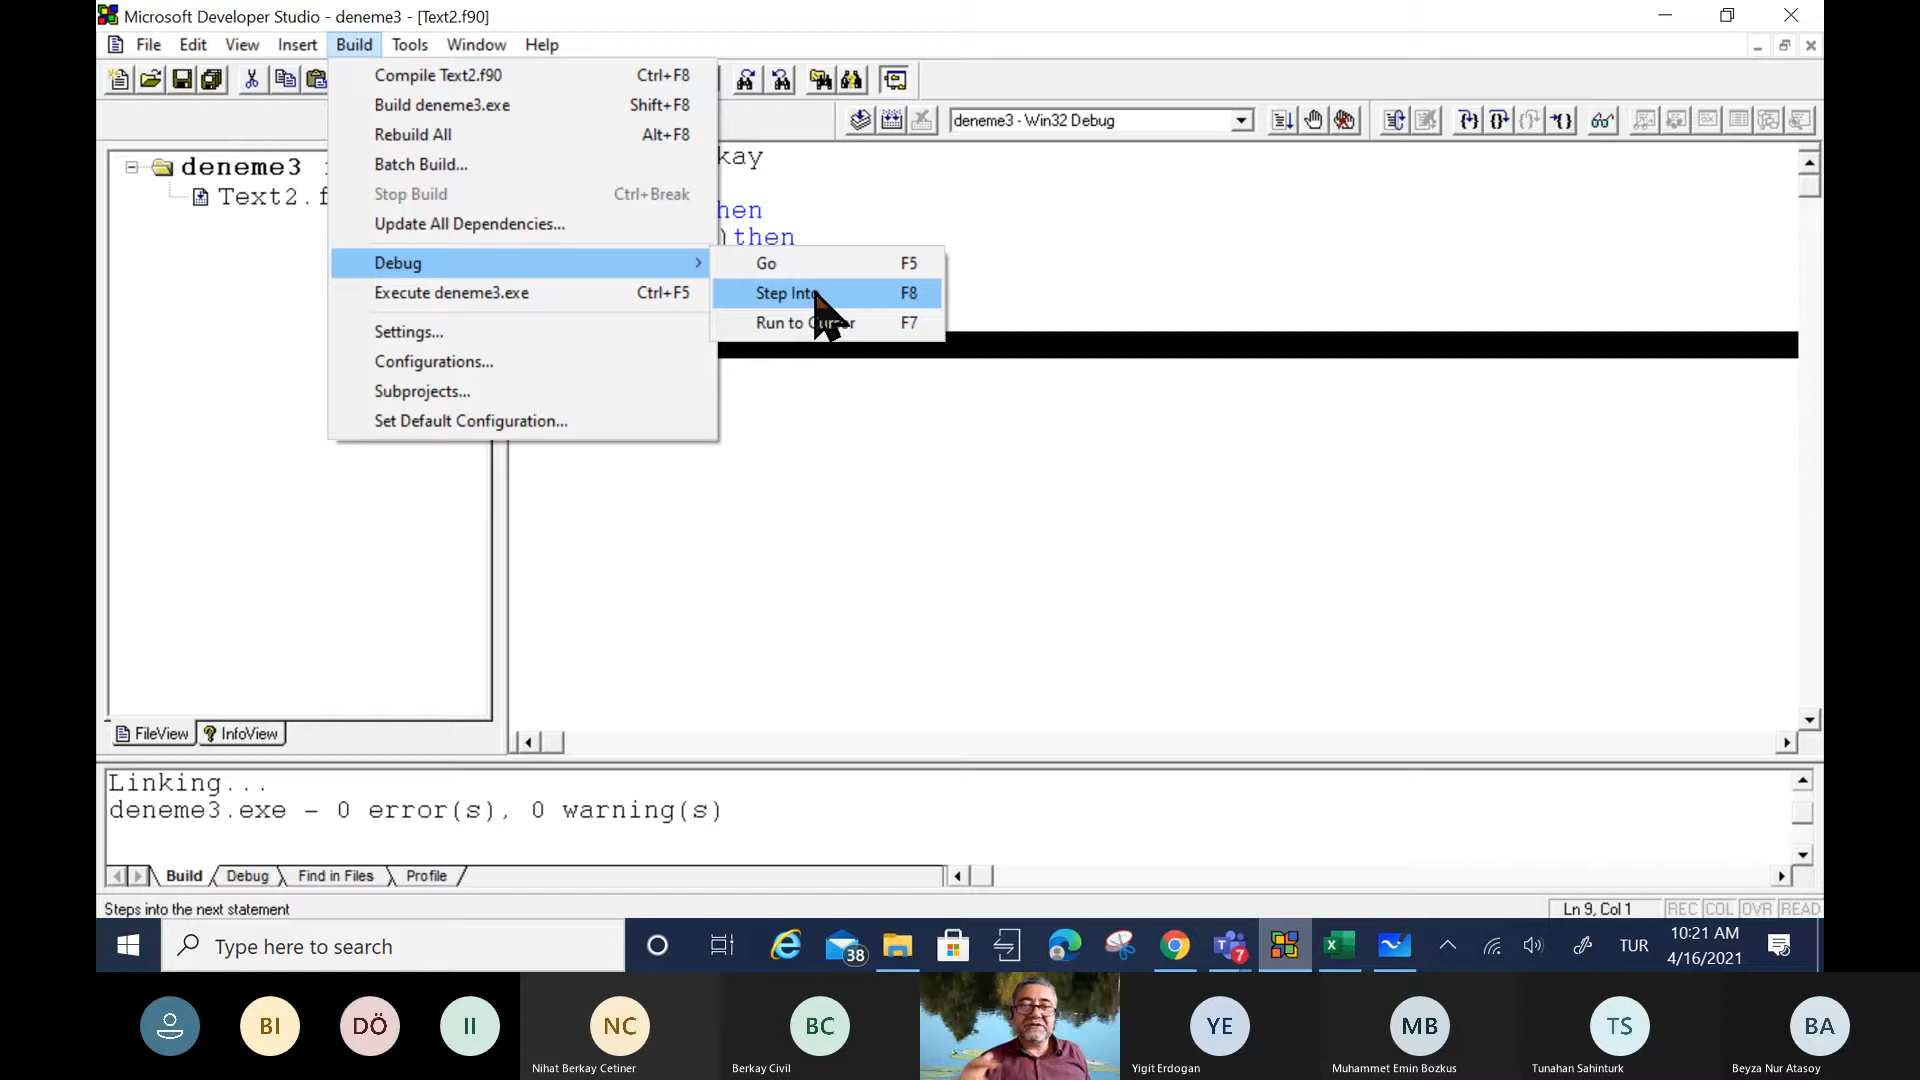 Microsoft Developer Studio - deneme3 - [Text2.f90]
File Edit View Insert Build Tools Window Help
Compile Text2.f90 Ctrl+F8
Build deneme3.exe Shift+F8
Rebuild All Alt+F8
Batch Build...
Stop Build Ctrl+Break
Update All Dependencies...
Debug
Execute deneme3.exe Ctrl+F5
Settings...
Configurations...
Subprojects...
Set Default Configuration...
Go F5
Step Into F8
Run to Cursor F7
deneme3 - Win32 Debug
deneme3
Text2.f
kay
hen
)then
FileView InfoView
Linking...
deneme3.exe - 0 error(s), 0 warning(s)
Build Debug Find in Files Profile
Steps into the next statement
Ln 9, Col 1
REC COL OVR READ
Type here to search
38
7
TUR
10:21 AM
4/16/2021
BI DÖ II NC BC YE MB TS BA
Nihat Berkay Cetiner Berkay Civil Yigit Erdogan Muhammet Emin Bozkus Tunahan Sahinturk Beyza Nur Atasoy